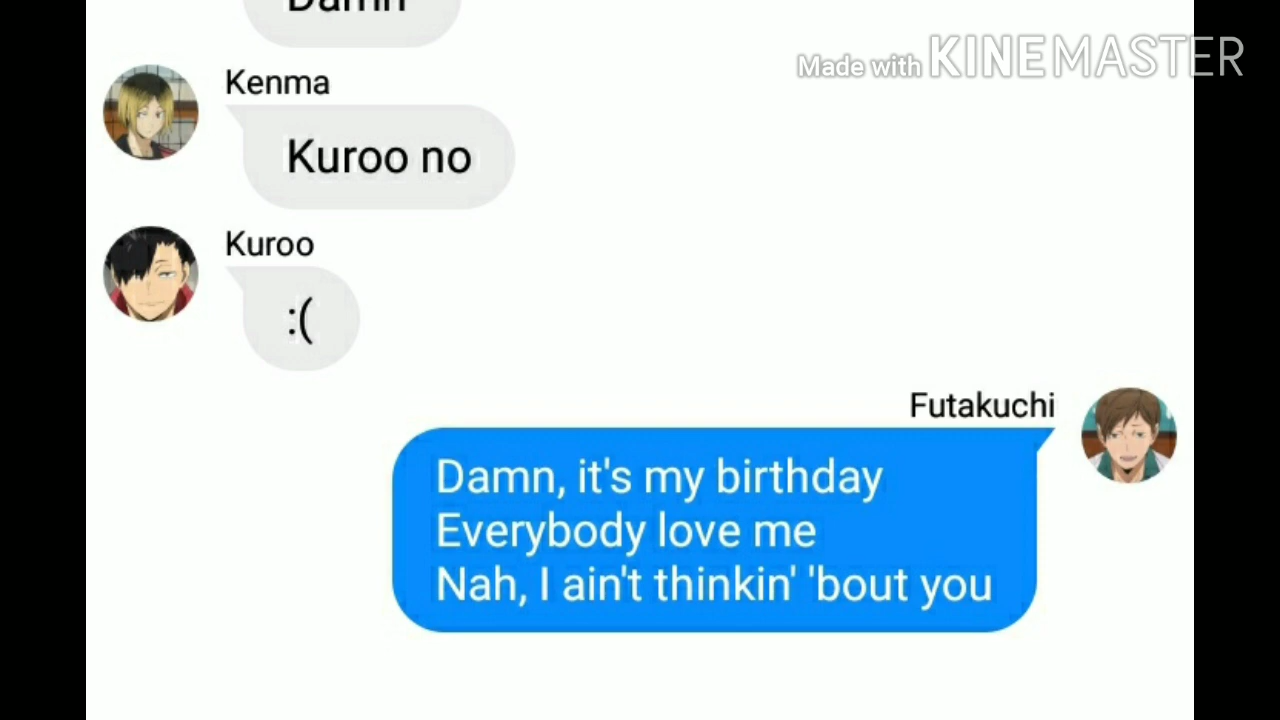 Damn
Made with KINEMASTER
Kenma
Kuroo no
Kuroo
:(
Futakuchi
Damn, it's my birthday
Everybody love me
Nah, I ain't thinkin' 'bout you